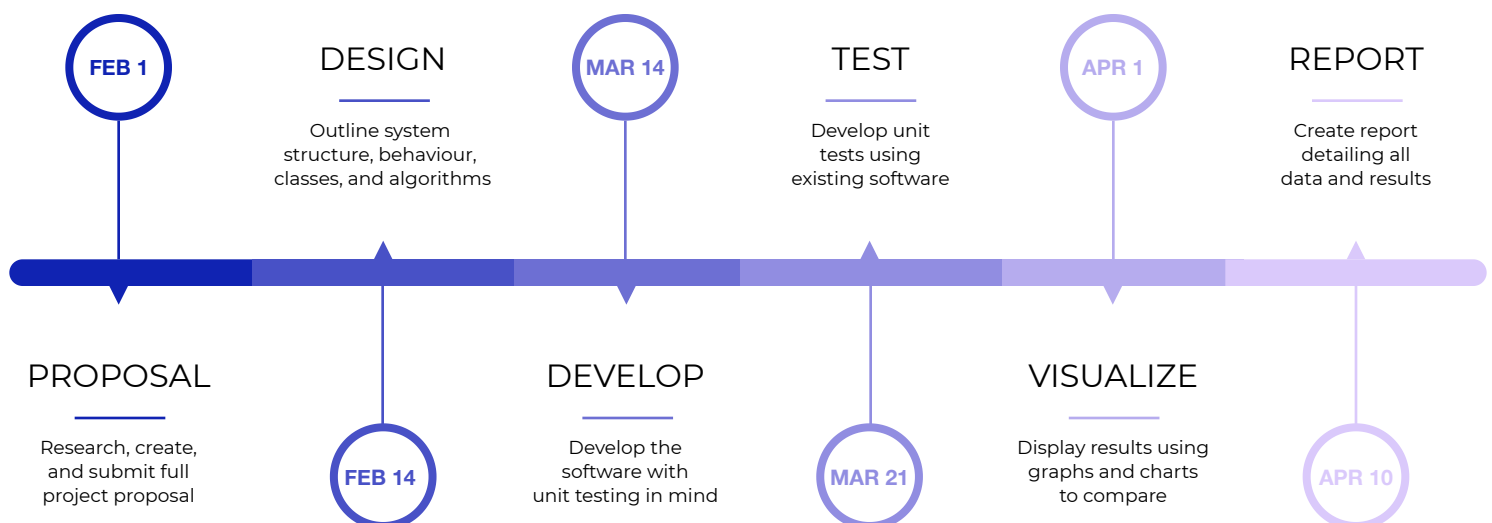 FEB 1
DESIGN
Outline system
structure, behaviour,
classes, and algorithms
MAR 14
TEST
Develop unit
tests using
existing software
APR 1
REPORT
Create report
detailing all
data and results
PROPOSAL
Research, create,
and submit full
project proposal
FEB 14
DEVELOP
Develop the
software with
unit testing in mind
MAR 21
VISUALIZE
Display results using
graphs and charts
to compare
APR 10